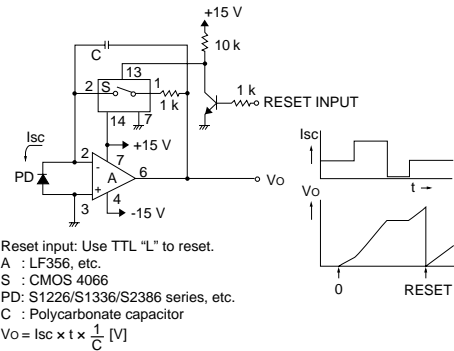 +15 V
10 k
C
13
2 S 1
1 k
1 k
RESET INPUT
14 7
+15 V
Isc
2 7
- A 6
PD
+
3 4
-15 V
Vo
Isc
t
Vo
0 RESET
Reset input: Use TTL “L” to reset.
A : LF356, etc.
S : CMOS 4066
PD: S1226/S1336/S2386 series, etc.
C : Polycarbonate capacitor
Vo = Isc × t × 1/C [V]